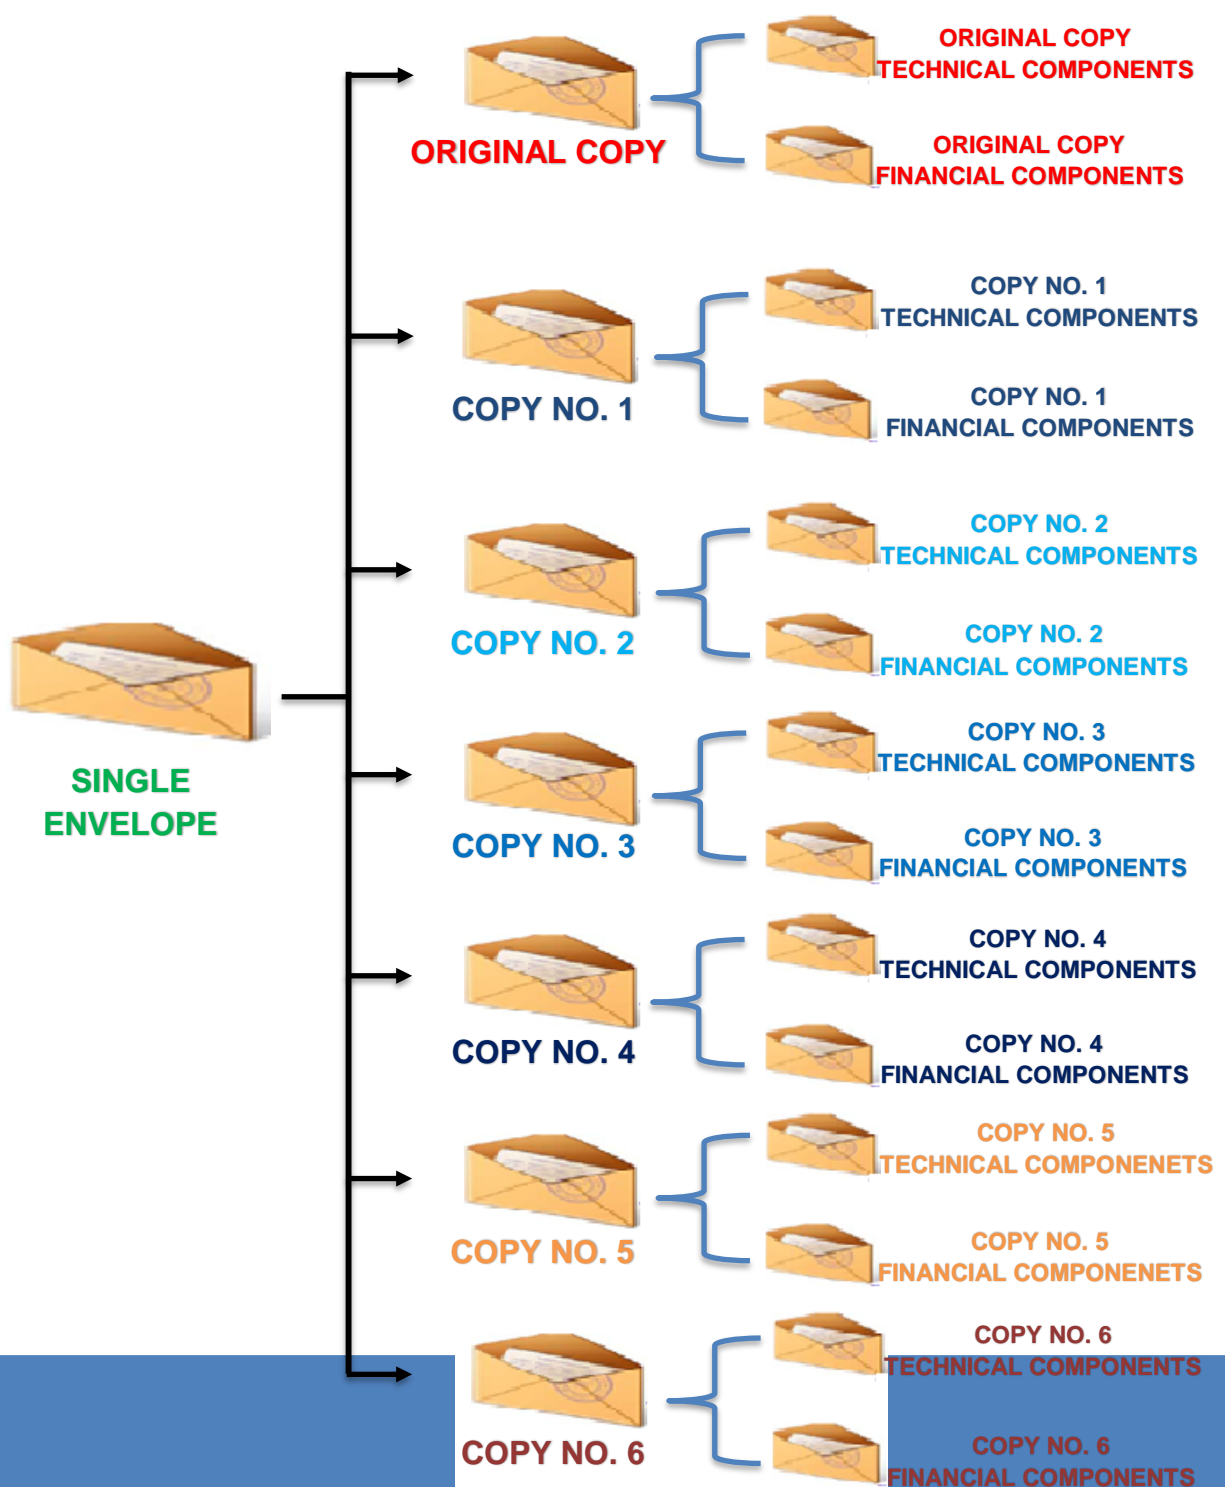 ORIGINAL COPY
TECHNICAL COMPONENTS
ORIGINAL COPY
ORIGINAL COPY
FINANCIAL COMPONENTS
COPY NO. 1
TECHNICAL COMPONENTS
COPY NO. 1
COPY NO. 1
FINANCIAL COMPONENTS
COPY NO. 2
TECHNICAL COMPONENTS
COPY NO. 2
COPY NO. 2
FINANCIAL COMPONENTS
SINGLE
ENVELOPE
COPY NO. 3
TECHNICAL COMPONENTS
COPY NO. 3
COPY NO. 3
FINANCIAL COMPONENTS
COPY NO. 4
TECHNICAL COMPONENTS
COPY NO. 4
COPY NO. 4
FINANCIAL COMPONENTS
COPY NO. 5
TECHNICAL COMPONENETS
COPY NO. 5
COPY NO. 5
FINANCIAL COMPONENETS
COPY NO. 6
TECHNICAL COMPONENTS
COPY NO. 6
COPY NO. 6
FINANCIAL COMPONENTS